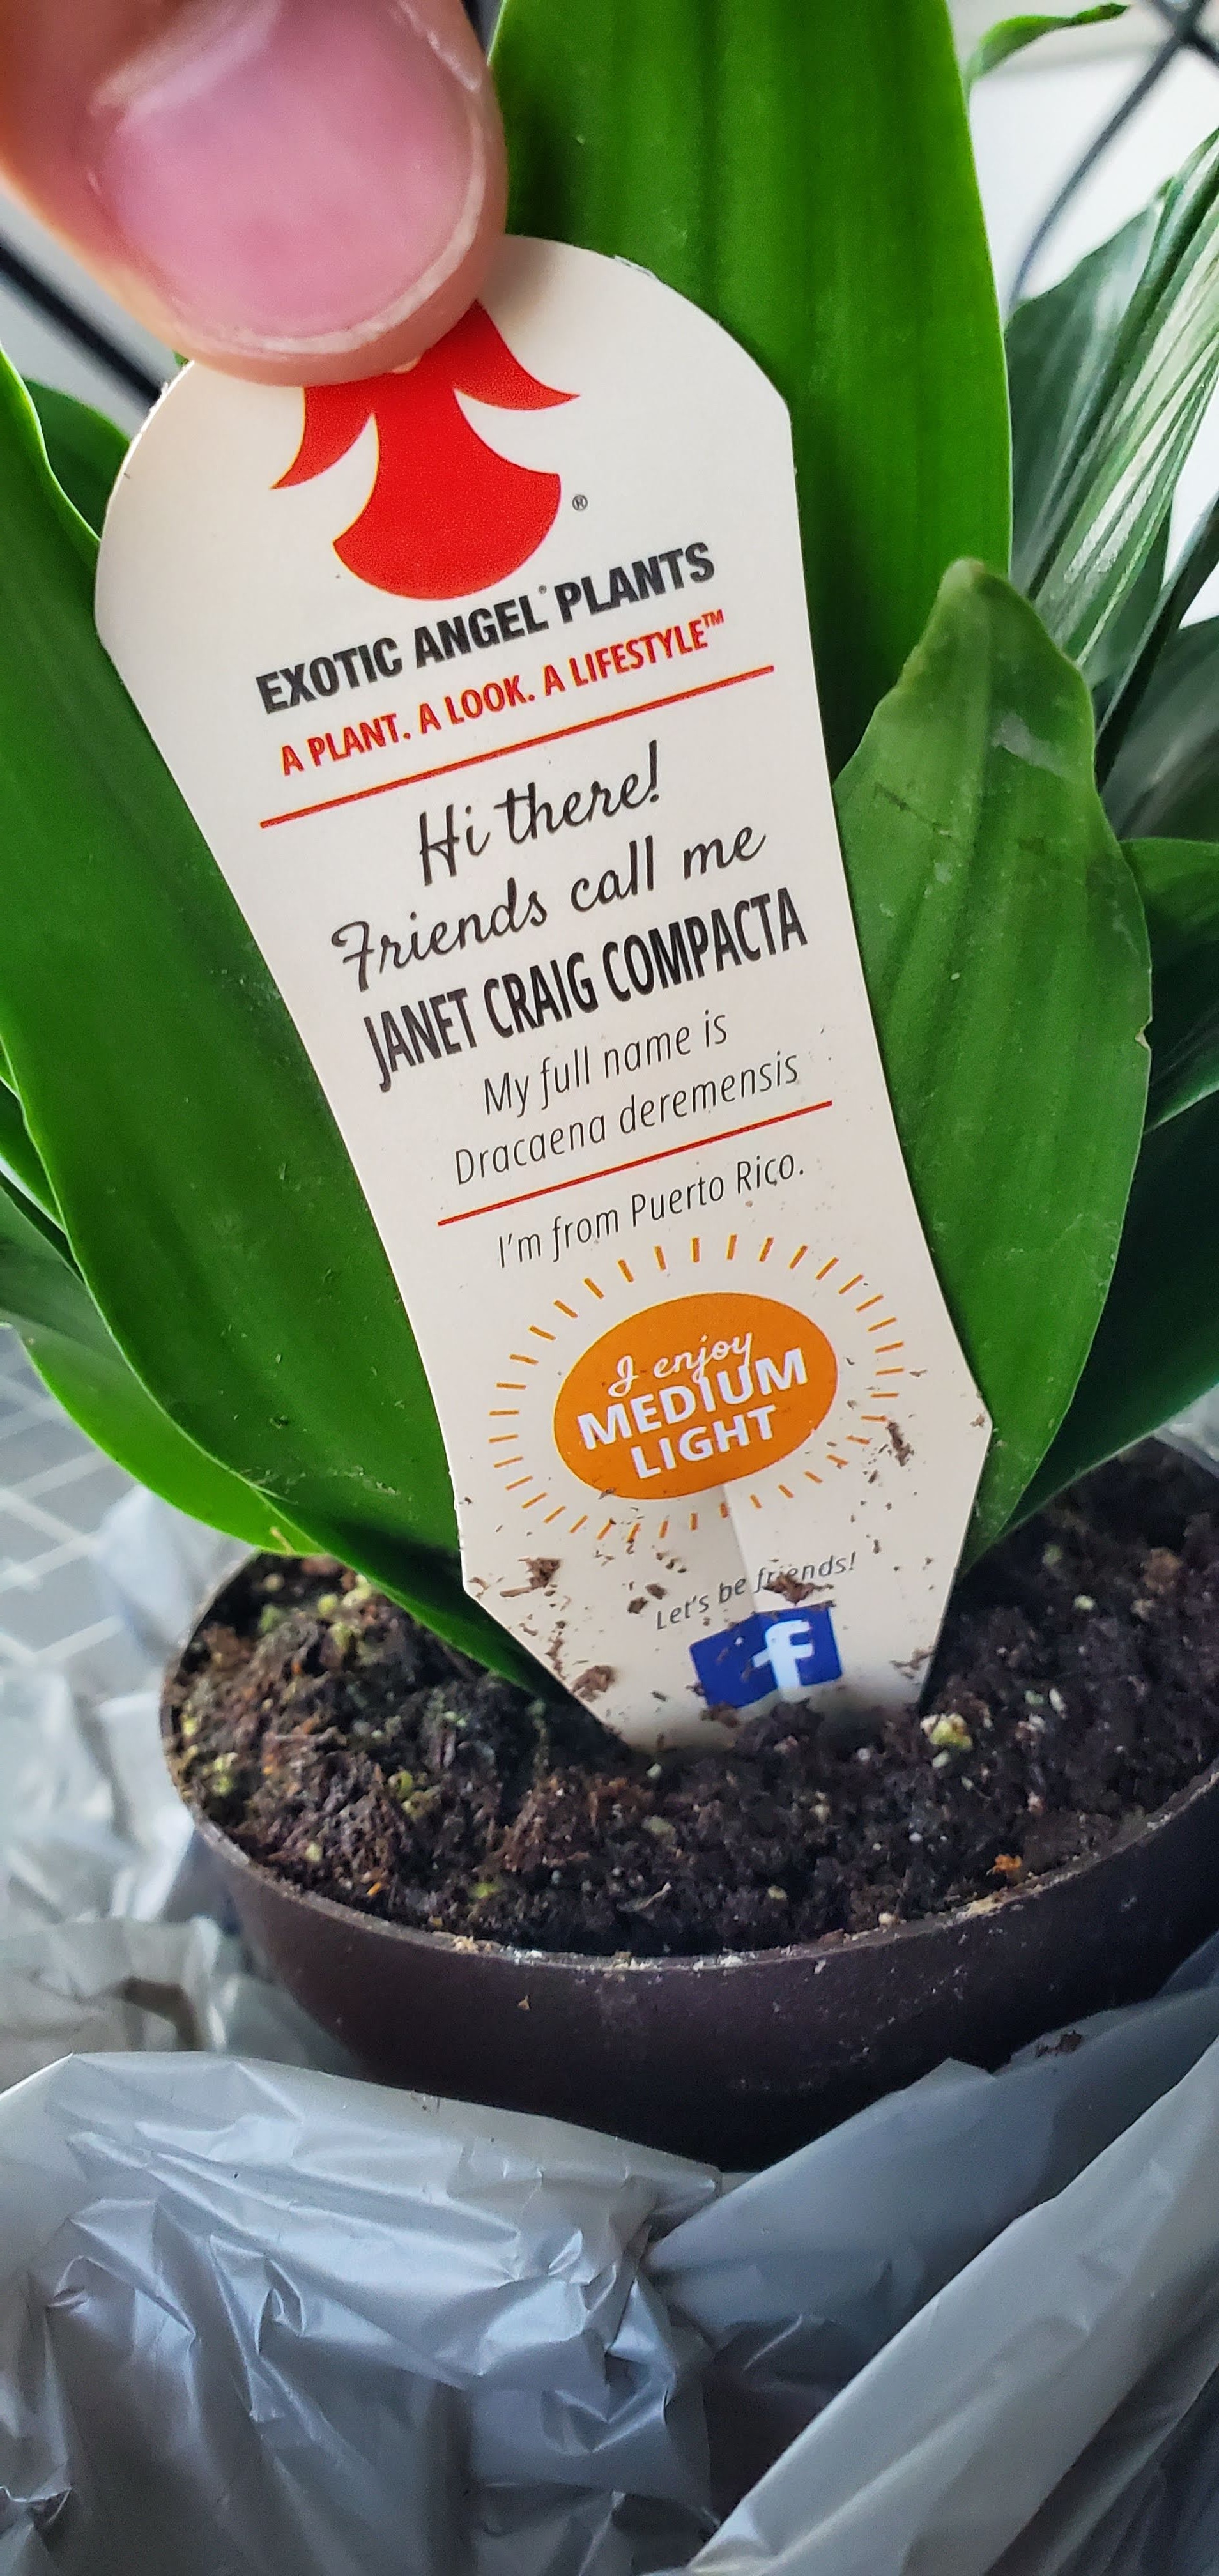 ®
EXOTIC ANGEL® PLANTS
A PLANT. A LOOK. A LIFESTYLE™
Hi there!
Friends call me
JANET CRAIG COMPACTA
My full name is
Dracaena deremensis
I'm from Puerto Rico.
I enjoy
MEDIUM
LIGHT
Let's be friends!
f